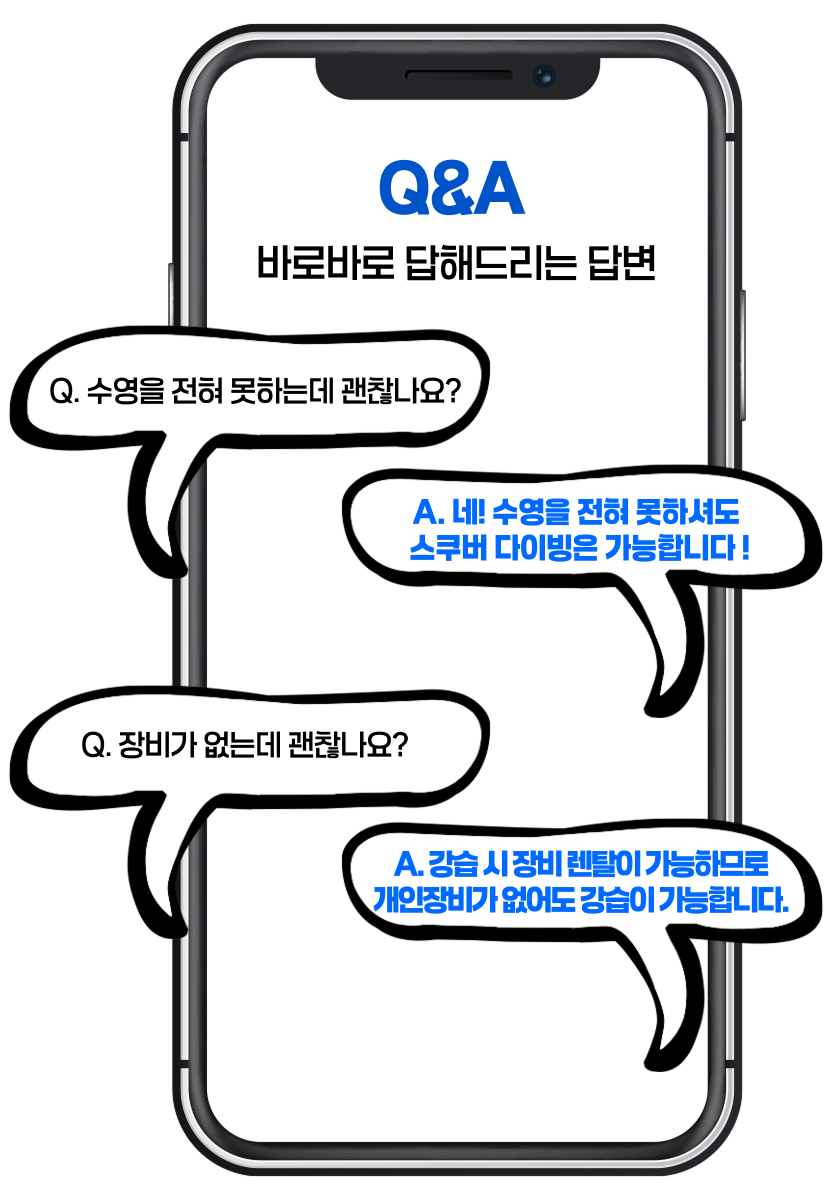 Q&A
바로바로 답해드리는 답변
Q. 수영을 전혀 못하는데 괜찮나요?
A. 네! 수영을 전혀 못하셔도
스쿠버 다이빙은 가능합니다 !
Q. 장비가 없는데 괜찮나요?
A. 강습 시 장비 렌탈이 가능하므로
개인장비가 없어도 강습이 가능합니다.